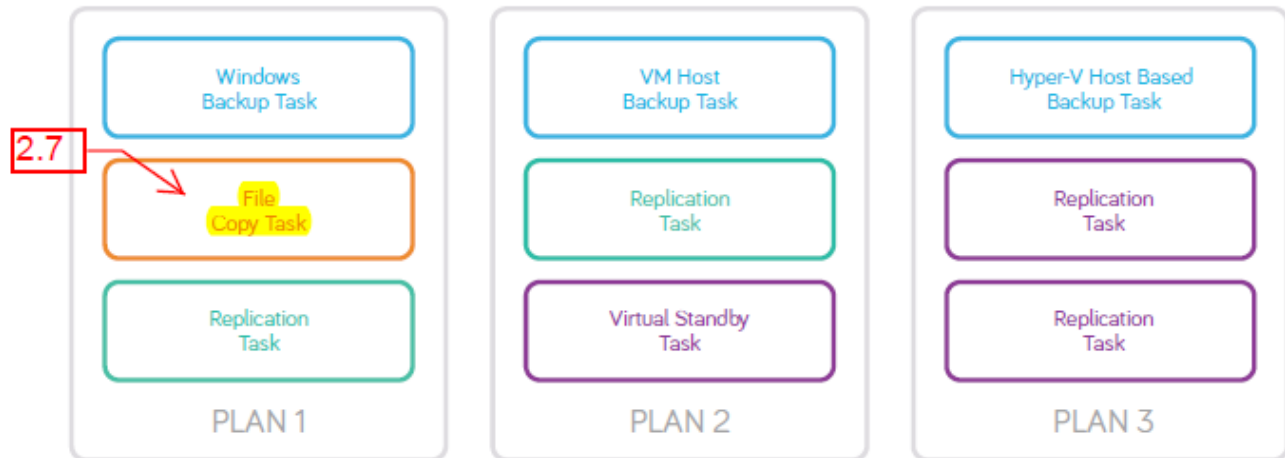 Windows
Backup Task
2.7
File
Copy Task
Replication
Task
PLAN 1
VM Host
Backup Task
Replication
Task
Virtual Standby
Task
PLAN 2
Hyper-V Host Based
Backup Task
Replication
Task
Replication
Task
PLAN 3